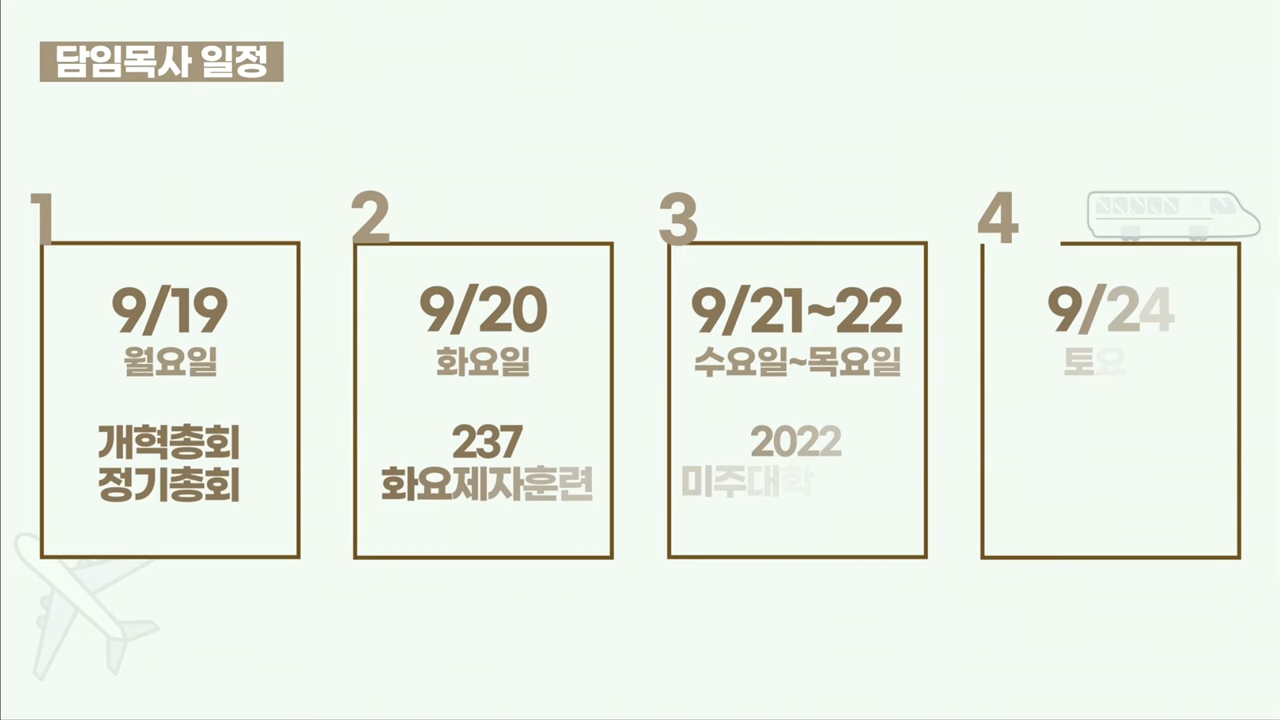 담임목사 일정
1
9/19
월요일
개혁총회
정기총회
2
9/20
화요일
237
화요제자훈련
3
9/21~22
수요일~목요일
2022
미주대학
4
9/24
토요